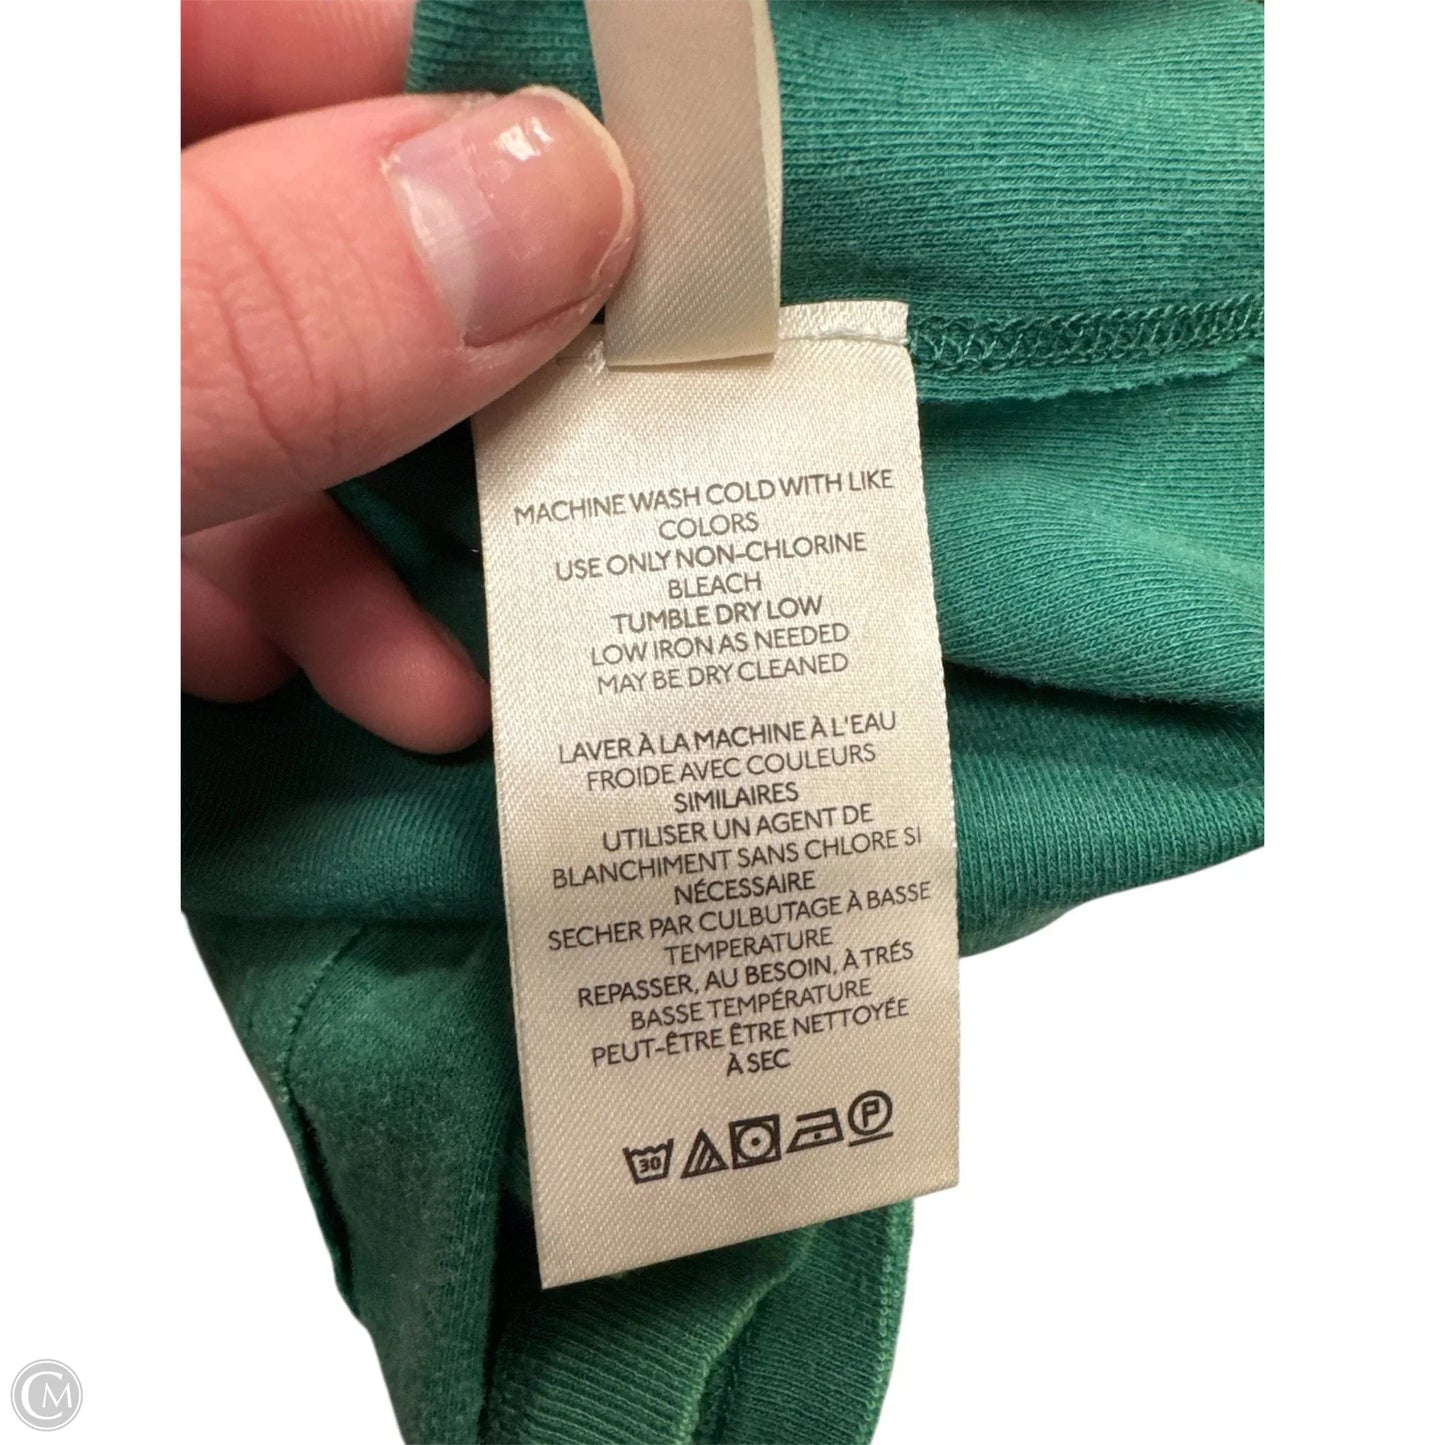 MACHINE WASH COLD WITH LIKE
COLORS
USE ONLY NON-CHLORINE
BLEACH
TUMBLE DRY LOW
LOW IRON AS NEEDED
MAY BE DRY CLEANED
LAVER À LA MACHINE À L'EAU
FROIDE AVEC COULEURS
SIMILAIRES
UTILISER UN AGENT DE
BLANCHIMENT SANS CHLORE SI
NÉCESSAIRE
SECHER PAR CULBUTAGE À BASSE
TEMPERATURE
REPASSER, AU BESOIN, À TRÉS
BASSE TEMPÉRATURE
PEUT-ÊTRE ÊTRE NETTOYÉE
À SEC
30 P
CM